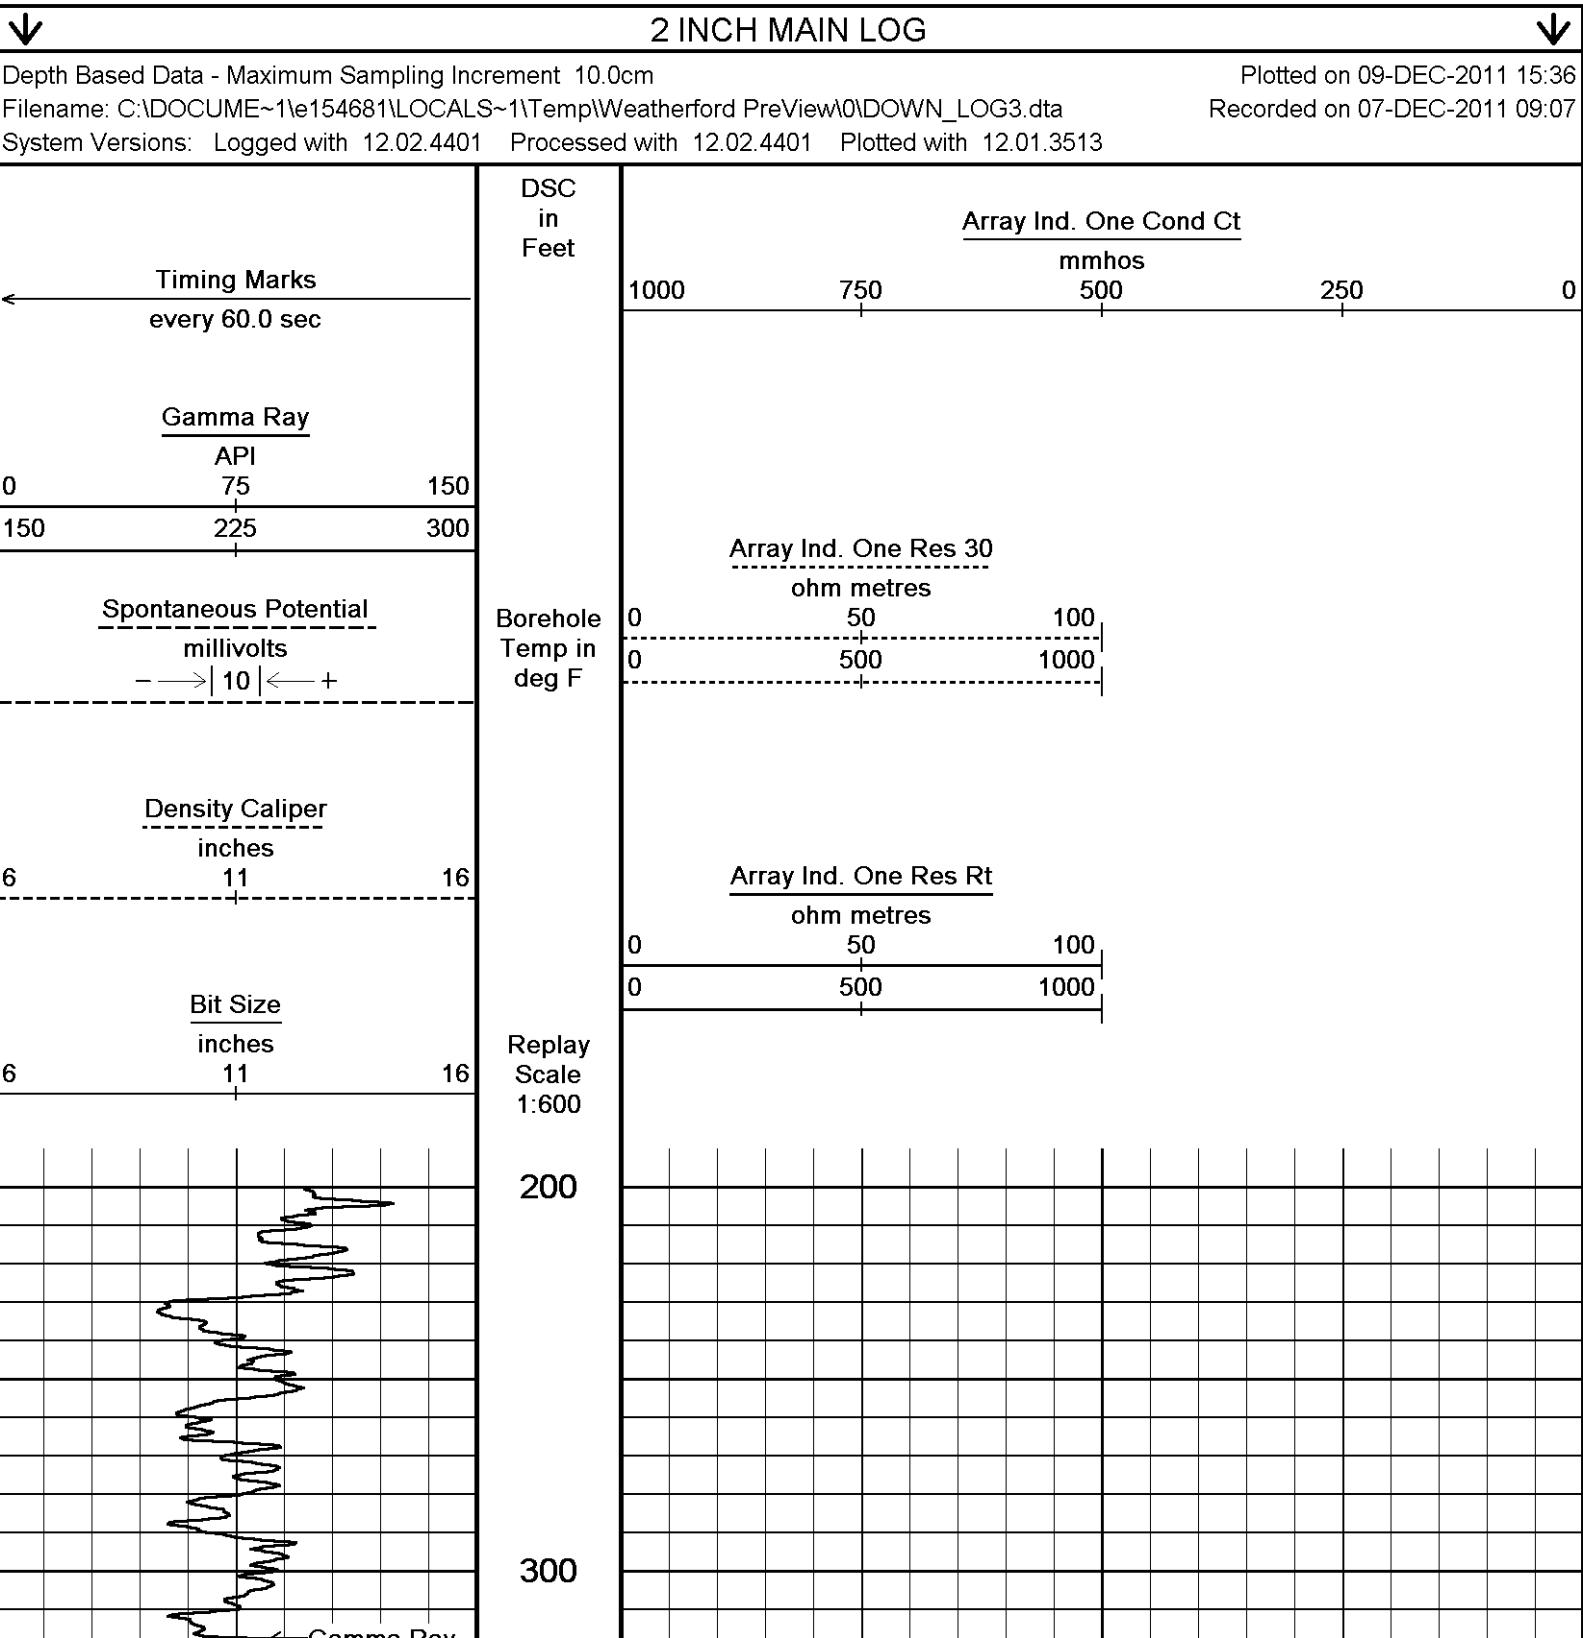 2 INCH MAIN LOG
Depth Based Data - Maximum Sampling Increment 10.0cm
Plotted on 09-DEC-2011 15:36
Filename: C:\DOCUME~1\e154681\LOCALS~1\Temp\Weatherford PreView\0\DOWN_LOG3.dta
Recorded on 07-DEC-2011 09:07
System Versions: Logged with 12.02.4401 Processed with 12.02.4401 Plotted with 12.01.3513
Timing Marks
every 60.0 sec
Gamma Ray
API
0 75 150
150 225 300
Spontaneous Potential
millivolts
− 10 +
Density Caliper
inches
6 11 16
Bit Size
inches
6 11 16
DSC
in
Feet
Borehole
Temp in
deg F
Replay
Scale
1:600
Array Ind. One Cond Ct
mmhos
1000 750 500 250 0
Array Ind. One Res 30
ohm metres
0 50 100
0 500 1000
Array Ind. One Res Rt
ohm metres
0 50 100
0 500 1000
200
300
Gamma Ray